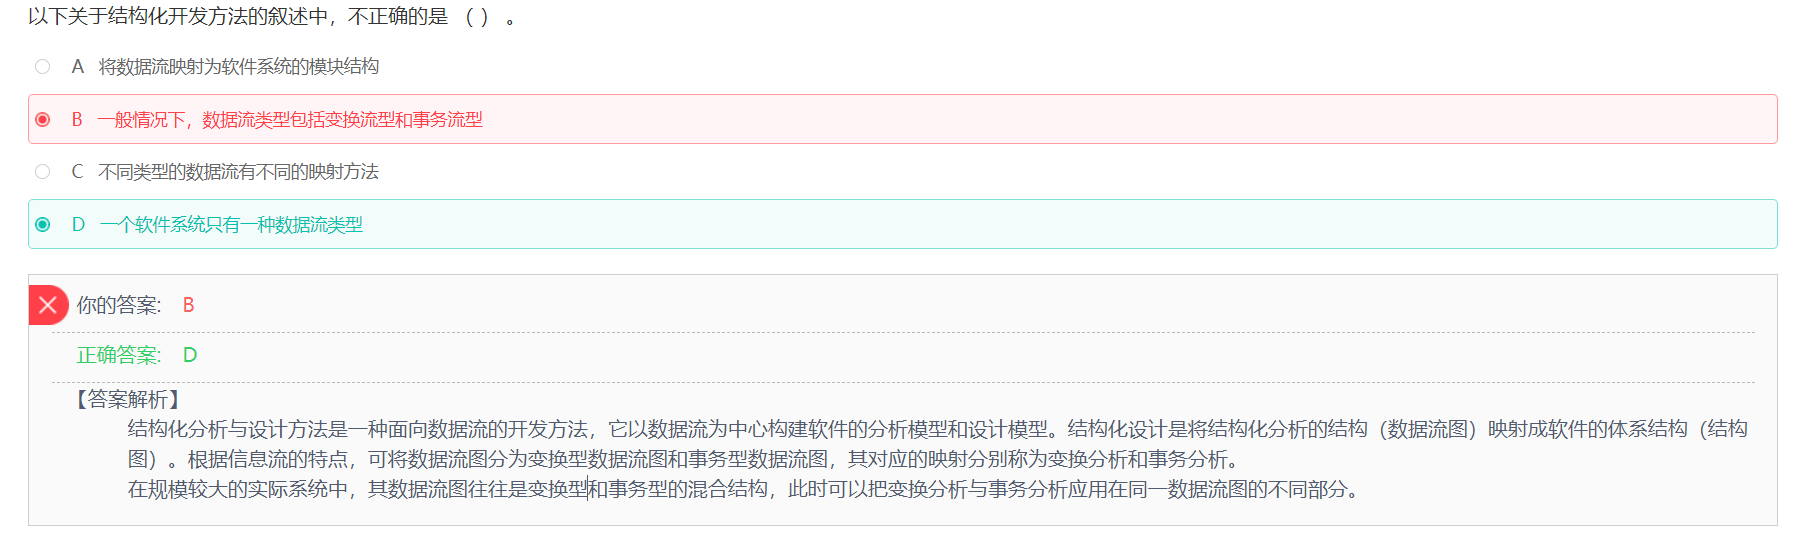 以下关于结构化开发方法的叙述中，不正确的是 （ ） 。
A 将数据流映射为软件系统的模块结构
B 一般情况下，数据流类型包括变换流型和事务流型
C 不同类型的数据流有不同的映射方法
D 一个软件系统只有一种数据流类型
你的答案: B
正确答案: D
【答案解析】
结构化分析与设计方法是一种面向数据流的开发方法，它以数据流为中心构建软件的分析模型和设计模型。结构化设计是将结构化分析的结构（数据流图）映射成软件的体系结构（结构
图）。根据信息流的特点，可将数据流图分为变换型数据流图和事务型数据流图，其对应的映射分别称为变换分析和事务分析。
在规模较大的实际系统中，其数据流图往往是变换型和事务型的混合结构，此时可以把变换分析与事务分析应用在同一数据流图的不同部分。